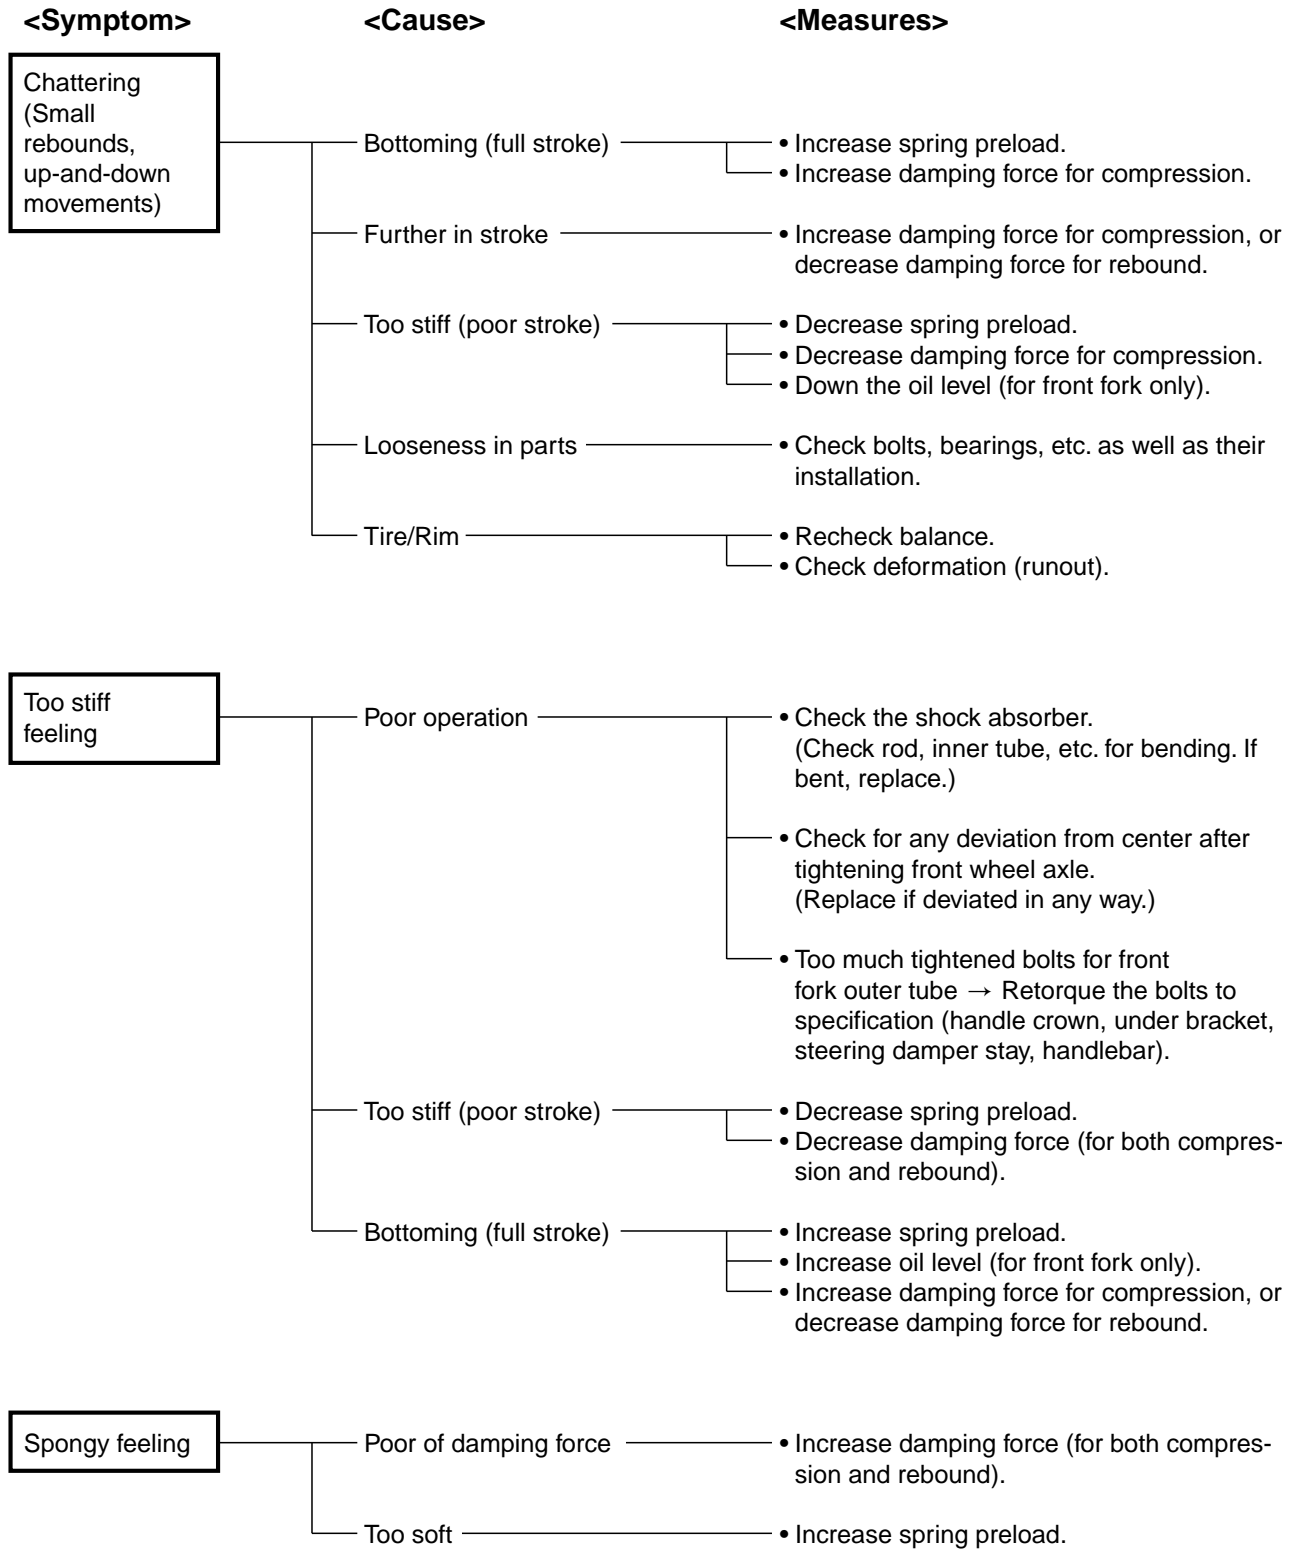 <Symptom> <Cause> <Measures>
Chattering
(Small
rebounds,
up-and-down
movements)
Bottoming (full stroke)
• Increase spring preload.
• Increase damping force for compression.
Further in stroke
• Increase damping force for compression, or
decrease damping force for rebound.
Too stiff (poor stroke)
• Decrease spring preload.
• Decrease damping force for compression.
• Down the oil level (for front fork only).
Looseness in parts
• Check bolts, bearings, etc. as well as their
installation.
Tire/Rim
• Recheck balance.
• Check deformation (runout).
Too stiff
feeling
Poor operation
• Check the shock absorber.
(Check rod, inner tube, etc. for bending. If
bent, replace.)
• Check for any deviation from center after
tightening front wheel axle.
(Replace if deviated in any way.)
• Too much tightened bolts for front
fork outer tube → Retorque the bolts to
specification (handle crown, under bracket,
steering damper stay, handlebar).
Too stiff (poor stroke)
• Decrease spring preload.
• Decrease damping force (for both compres-
sion and rebound).
Bottoming (full stroke)
• Increase spring preload.
• Increase oil level (for front fork only).
• Increase damping force for compression, or
decrease damping force for rebound.
Spongy feeling
Poor of damping force
• Increase damping force (for both compres-
sion and rebound).
Too soft
• Increase spring preload.